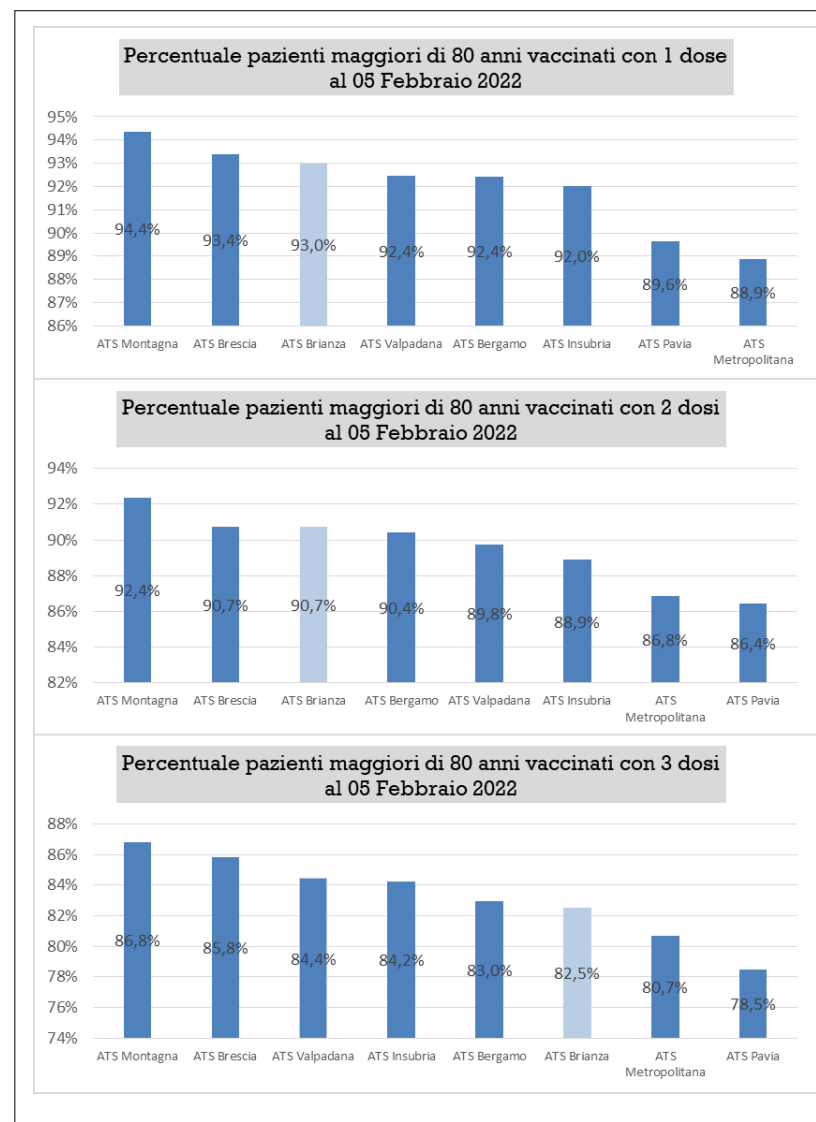 Percentuale pazienti maggiori di 80 anni vaccinati con 1 dose
al 05 Febbraio 2022
95%
94%
93%
92%
91%
90%
89%
88%
87%
86%
94,4%
93,4%
93,0%
92,4%
92,4%
92,0%
89,6%
88,9%
ATS Montagna
ATS Brescia
ATS Brianza
ATS Valpadana
ATS Bergamo
ATS Insubria
ATS Pavia
ATS
Metropolitana
Percentuale pazienti maggiori di 80 anni vaccinati con 2 dosi
al 05 Febbraio 2022
94%
92%
90%
88%
86%
84%
82%
92,4%
90,7%
90,7%
90,4%
89,8%
88,9%
86,8%
86,4%
ATS Montagna
ATS Brescia
ATS Brianza
ATS Bergamo
ATS Valpadana
ATS Insubria
ATS
Metropolitana
ATS Pavia
Percentuale pazienti maggiori di 80 anni vaccinati con 3 dosi
al 05 Febbraio 2022
88%
86%
84%
82%
80%
78%
76%
74%
86,8%
85,8%
84,4%
84,2%
83,0%
82,5%
80,7%
78,5%
ATS Montagna
ATS Brescia
ATS Valpadana
ATS Insubria
ATS Bergamo
ATS Brianza
ATS
Metropolitana
ATS Pavia